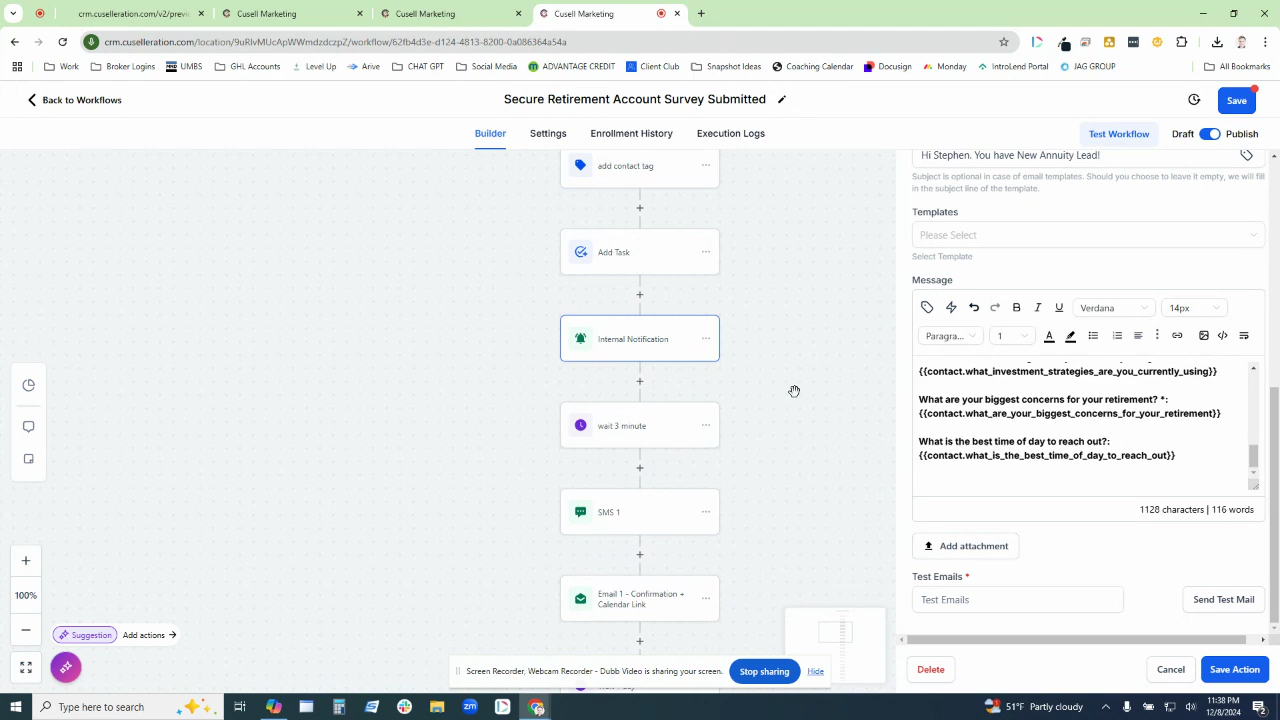 crm.cuselleration.com/v2/previ
Cusell Marketing
Cusell Marketing
Cusell Marketing
crm.cuselleration.com/location/9uRlvMUcApWWmdzdczpZ/workflow/62fb4d3e-d124-4813-8200-0a086364a54a
Work
Broker Logins
UMBS
GHL Accounts
Level Up
Arive
CHAT GPT
Social Media
ADVANTAGE CREDIT
Client Club
Snapshot Ideas
Coaching Calendar
Docusign
Monday
IntroLend Portal
JAG GROUP
All Bookmarks
Back to Workflows
Secure Retirement Account Survey Submitted
Save
Builder
Settings
Enrollment History
Execution Logs
Test Workflow
Draft
Publish
add contact tag
Add Task
Internal Notification
wait 3 minute
SMS 1
Email 1 - Confirmation +
Calendar Link
100%
Suggestion
Add actions
Hi Stephen. You have New Annuity Lead!
Subject is optional in case of email templates. Should you choose to leave it empty, we will fill
in the subject line of the template.
Templates
Please Select
Select Template
Message
Verdana
14px
Paragra...
1
{{contact.what_investment_strategies_are_you_currently_using}}
What are your biggest concerns for your retirement? *:
{{contact.what_are_your_biggest_concerns_for_your_retirement}}
What is the best time of day to reach out?:
{{contact.what_is_the_best_time_of_day_to_reach_out}}
1128 characters | 116 words
Add attachment
Test Emails *
Test Emails
Send Test Mail
Delete
Cancel
Save Action
Screen Recorder, Webcam Recorder - Dubb Video is sharing your screen.
Stop sharing
Hide
Type here to search
51°F Partly cloudy
11:38 PM
12/8/2024